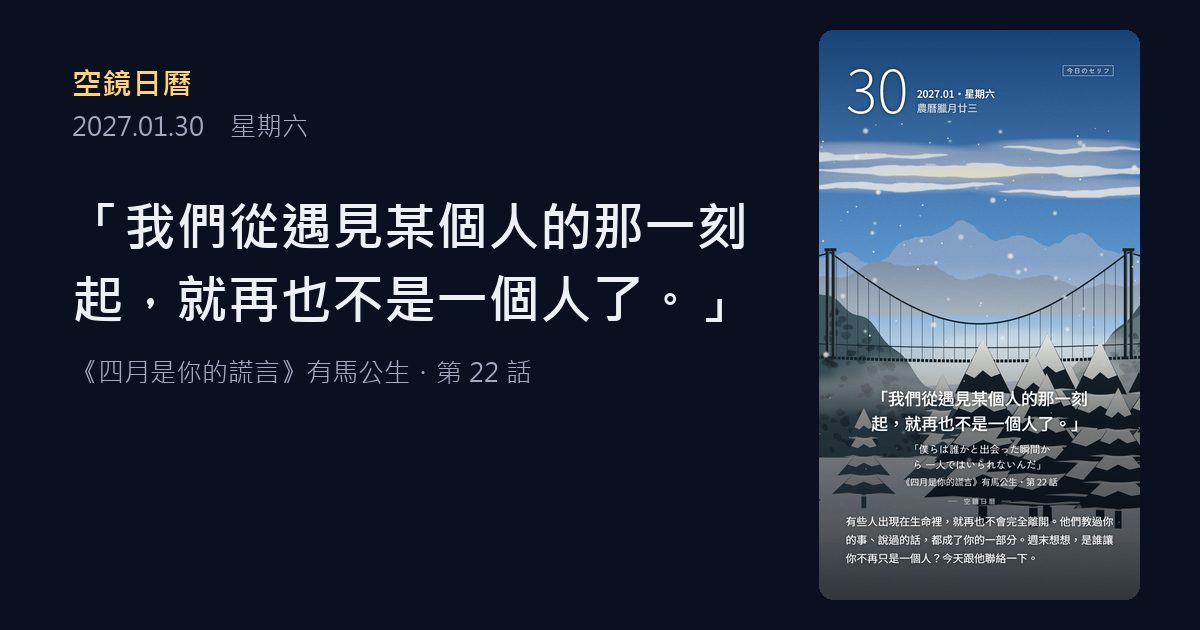 空鏡日曆
2027.01.30 星期六
「我們從遇見某個人的那一刻
起，就再也不是一個人了。」
《四月是你的謊言》有馬公生・第 22 話
30
2027.01・星期六
農曆臘月廿三
今日のセリフ
「我們從遇見某個人的那一刻
起，就再也不是一個人了。」
「僕らは誰かと出会った瞬間か
ら 一人ではいられないんだ」
《四月是你的謊言》有馬公生・第 22 話
— 空鏡日曆 —
有些人出現在生命裡，就再也不會完全離開。他們教過你
的事、說過的話，都成了你的一部分。週末想想，是誰讓
你不再只是一個人？今天跟他聯絡一下。